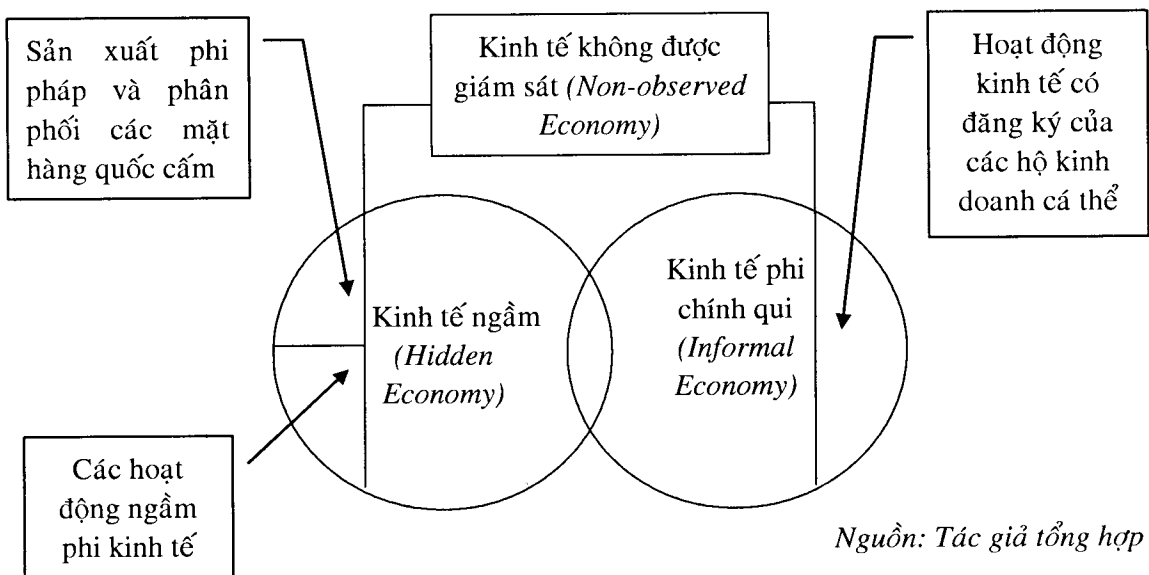 Sản xuất phi
pháp và phân
phối các mặt
hàng quốc cấm
Kinh tế không được
giám sát (Non-observed
Economy)
Hoạt động
kinh tế có
đăng ký của
các hộ kinh
doanh cá thể
Kinh tế ngầm
(Hidden
Economy)
Kinh tế phi
chính qui
(Informal
Economy)
Các hoạt
động ngầm
phi kinh tế
Nguồn: Tác giả tổng hợp